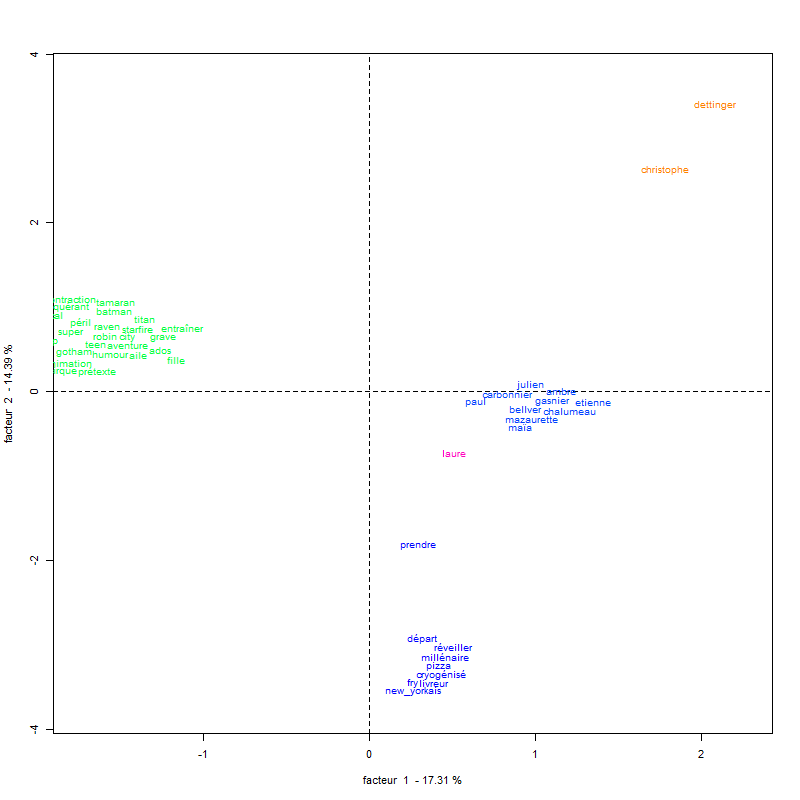 4
dettinger
christophe
2
ntraction
tamaran
querant
batman
al
titan
péril
raven
starfire
entraîner
super
robin
city
grave
teen
aventure
gotham
ados
humour
aile
fille
imation
rque
prétexte
0
julien
ambre
carbonnier
paul
gasnier
etienne
bellver
chalumeau
mazaurette
maïa
laure
facteur 2 - 14.39 %
prendre
-2
départ
réveiller
millénaire
pizza
cryogénisé
fry
livreur
new_yorkais
-4
-1
0
1
2
facteur 1 - 17.31 %